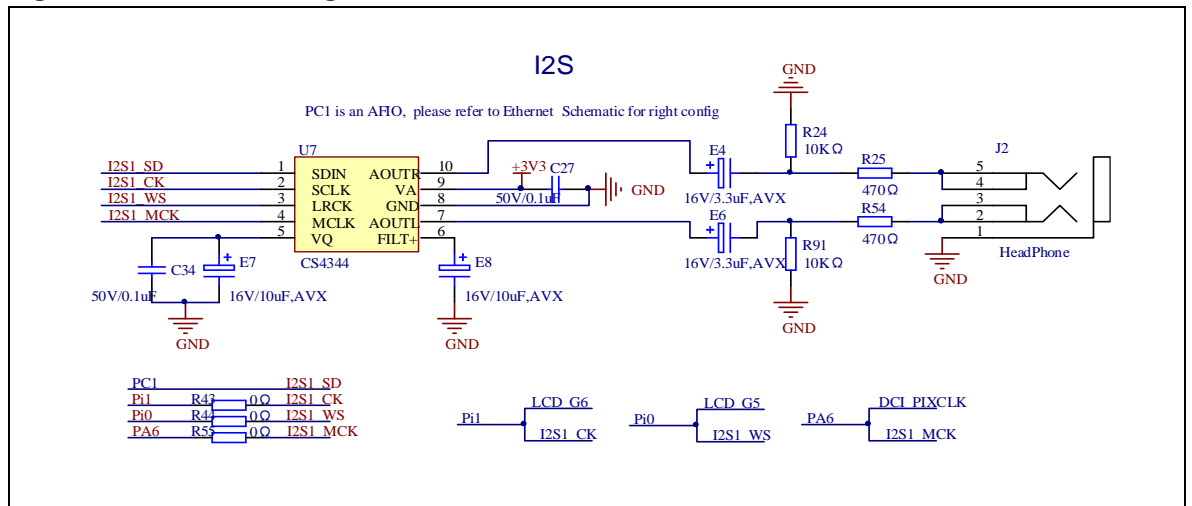 I2S
PC1 is an AFIO, please refer to Ethernet Schematic for right config
GND
R24
10KΩ
U7
I2S1_SD 1 SDIN AOUTR 10
I2S1_CK 2 SCLK VA 9
I2S1_WS 3 LRCK GND 8
I2S1_MCK 4 MCLK AOUTL 7
5 VQ FILT+ 6
CS4344
+3V3
C27
50V/0.1uF
GND
E4
16V/3.3uF,AVX
E6
16V/3.3uF,AVX
R25
470Ω
R54
470Ω
R91
10KΩ
GND
J2
5
4
3
2
1
HeadPhone
GND
C34
50V/0.1uF
E7
16V/10uF,AVX
GND
E8
16V/10uF,AVX
GND
PC1 I2S1_SD
Pi1 R43 0Ω I2S1_CK
Pi0 R44 0Ω I2S1_WS
PA6 R55 0Ω I2S1_MCK
Pi1 LCD_G6
I2S1_CK
Pi0 LCD_G5
I2S1_WS
PA6 DCI_PIXCLK
I2S1_MCK